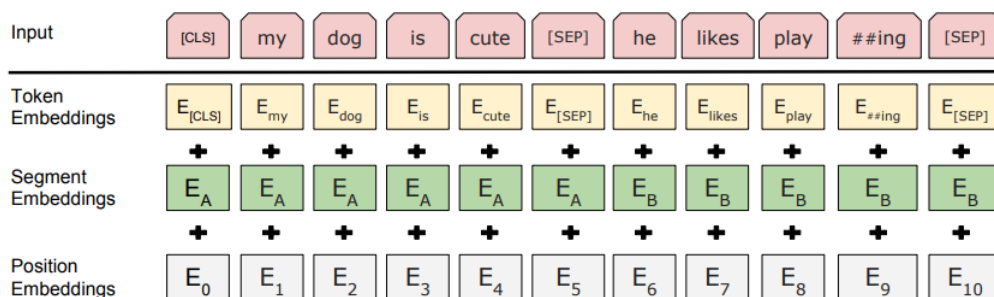 Input [CLS] my dog is cute [SEP] he likes play ##ing [SEP]
Token Embeddings E[CLS] Emy Edog Eis Ecute E[SEP] Ehe Elikes Eplay E##ing E[SEP]
+ + + + + + + + + + +
Segment Embeddings EA EA EA EA EA EA EB EB EB EB EB
+ + + + + + + + + + +
Position Embeddings E0 E1 E2 E3 E4 E5 E6 E7 E8 E9 E10